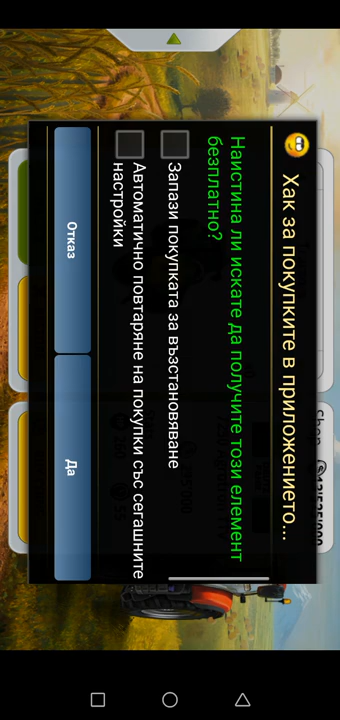 Хак за покупките в приложението...
Наистина ли искате да получите този елемент
безплатно?
Запази покупката за възстановяване
Автоматично повтаряне на покупки със сегашните
настройки
Отказ
Да
Shop